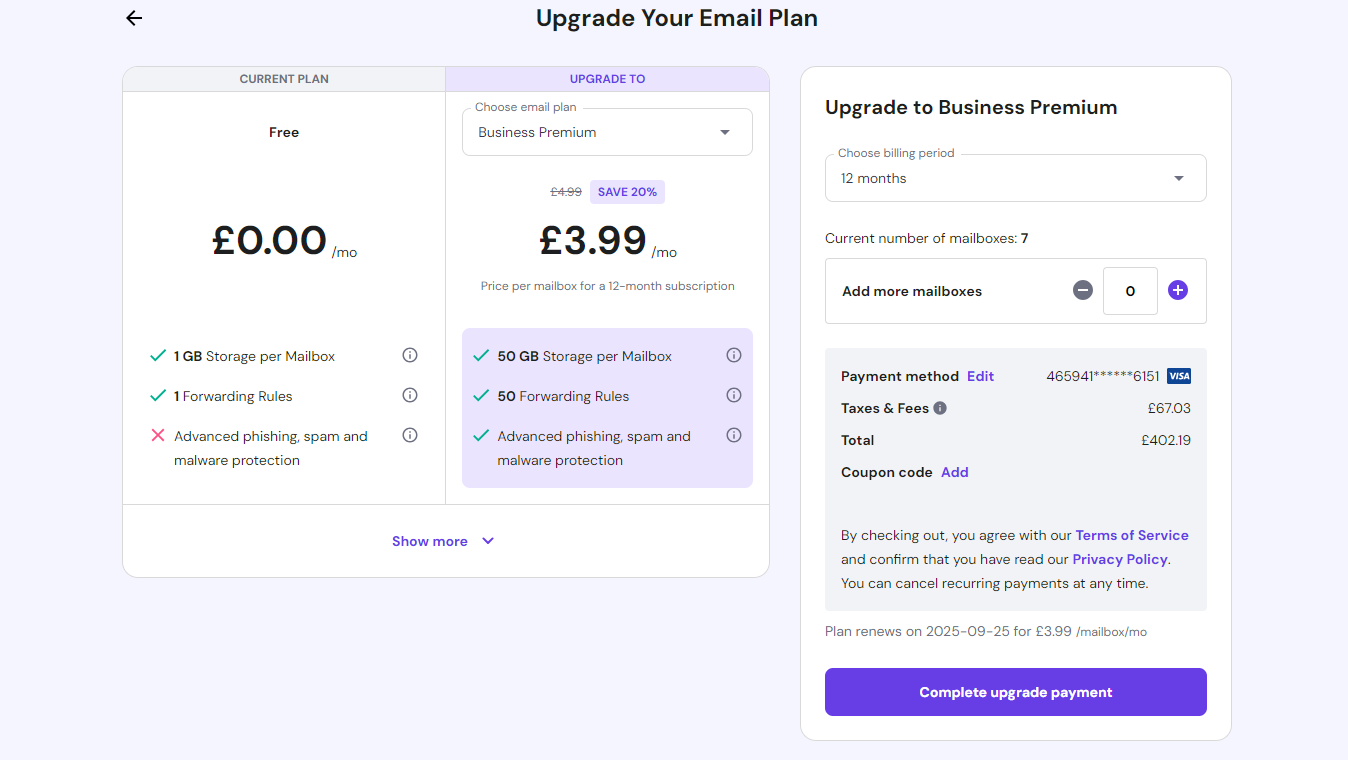 Upgrade Your Email Plan
CURRENT PLAN
UPGRADE TO
Free
Choose email plan
Business Premium
£4.99 SAVE 20%
£0.00 /mo
£3.99 /mo
Price per mailbox for a 12-month subscription
1 GB Storage per Mailbox
1 Forwarding Rules
Advanced phishing, spam and
malware protection
50 GB Storage per Mailbox
50 Forwarding Rules
Advanced phishing, spam and
malware protection
Show more
Upgrade to Business Premium
Choose billing period
12 months
Current number of mailboxes: 7
Add more mailboxes 0
Payment method Edit 465941******6151 VISA
Taxes & Fees £67.03
Total £402.19
Coupon code Add
By checking out, you agree with our Terms of Service
and confirm that you have read our Privacy Policy.
You can cancel recurring payments at any time.
Plan renews on 2025-09-25 for £3.99 /mailbox/mo
Complete upgrade payment